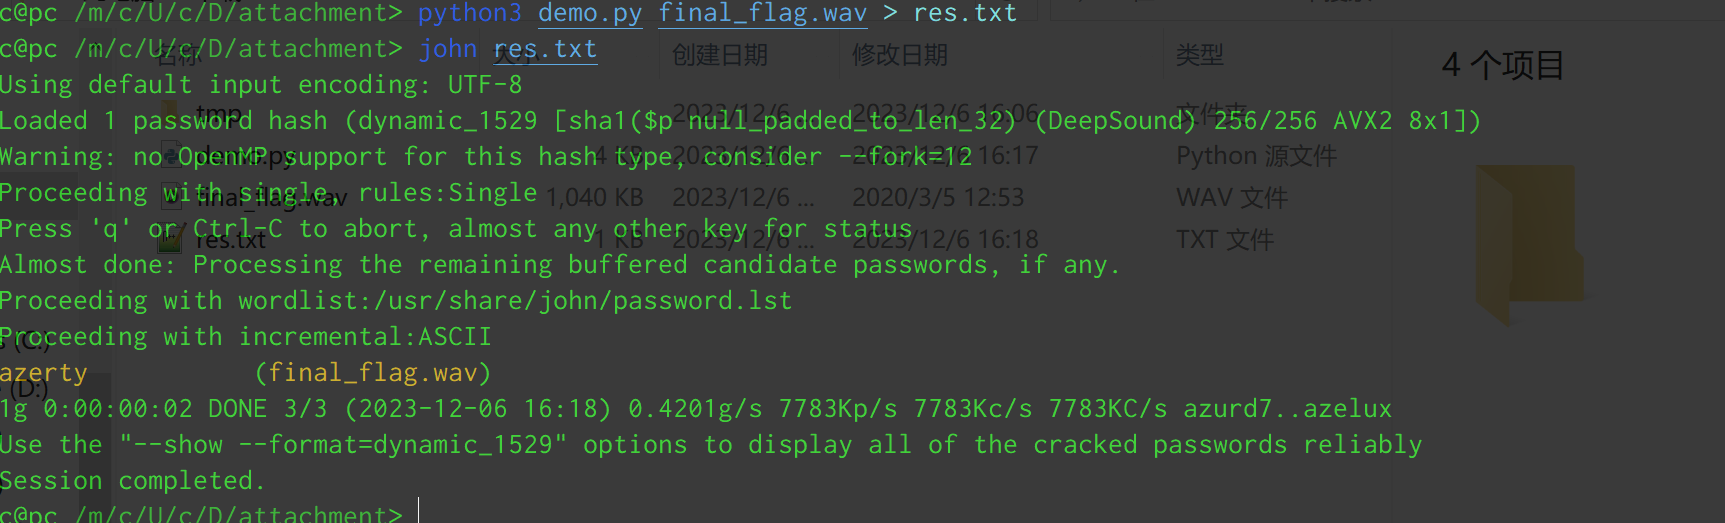 c@pc /m/c/U/c/D/attachment> python3 demo.py final_flag.wav > res.txt
c@pc /m/c/U/c/D/attachment> john res.txt
Using default input encoding: UTF-8
Loaded 1 password hash (dynamic_1529 [sha1($p null_padded_to_len_32) (DeepSound) 256/256 AVX2 8x1])
Warning: no OpenMP support for this hash type, consider --fork=12
Proceeding with single, rules:Single
Press 'q' or Ctrl-C to abort, almost any other key for status
Almost done: Processing the remaining buffered candidate passwords, if any.
Proceeding with wordlist:/usr/share/john/password.lst
Proceeding with incremental:ASCII
azerty (final_flag.wav)
1g 0:00:00:02 DONE 3/3 (2023-12-06 16:18) 0.4201g/s 7783Kp/s 7783Kc/s 7783KC/s azurd7..azelux
Use the "--show --format=dynamic_1529" options to display all of the cracked passwords reliably
Session completed.
c@pc /m/c/U/c/D/attachment>
名称 大小 创建日期 修改日期 类型
tmp 2023/12/6 ... 2023/12/6 16:06 文件夹
demo.py 4 KB 2023/12/6 ... 2023/12/6 16:17 Python 源文件
final_flag.wav 1,040 KB 2023/12/6 ... 2020/3/5 12:53 WAV 文件
res.txt 1 KB 2023/12/6 ... 2023/12/6 16:18 TXT 文件
4 个项目
(C:)
(D:)